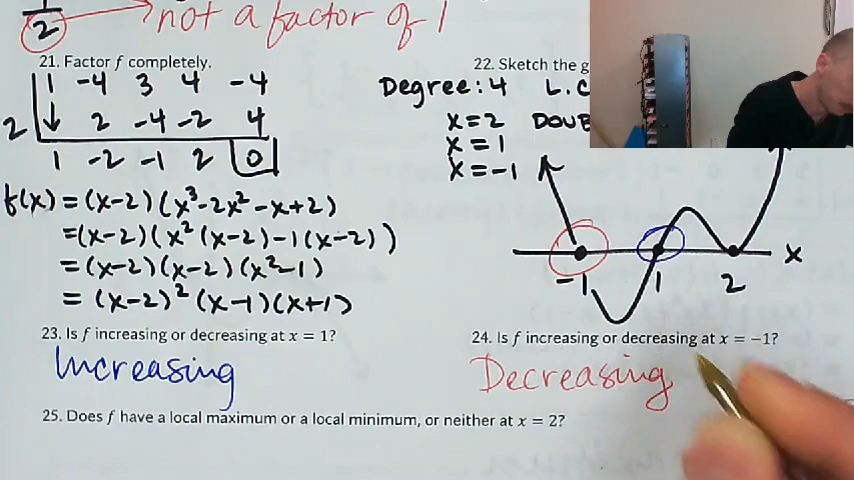 1
2
not a factor of 1
21. Factor f completely.
1 -4 3 4 -4
2 2 -4 -2 4
1 -2 -1 2 0
f(x) = (x-2)(x³-2x²-x+2)
=(x-2)(x²(x-2)-1(x-2))
= (x-2)(x-2)(x²-1)
= (x-2)²(x-1)(x+1)
22. Sketch the g
Degree: 4 L.C
x=2 DOUB
x=1
x=-1
x
-1 1 2
23. Is f increasing or decreasing at x = 1?
Increasing
24. Is f increasing or decreasing at x = −1?
Decreasing
25. Does f have a local maximum or a local minimum, or neither at x = 2?